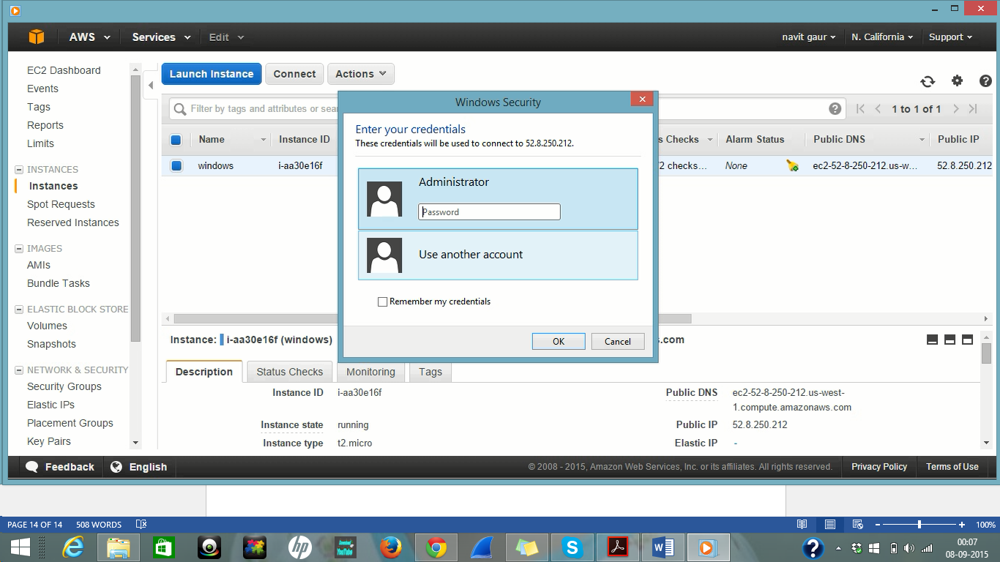 AWS Services Edit navit gaur N. California Support
EC2 Dashboard
Events
Tags
Reports
Limits
INSTANCES
Instances
Spot Requests
Reserved Instances
IMAGES
AMIs
Bundle Tasks
ELASTIC BLOCK STORE
Volumes
Snapshots
NETWORK & SECURITY
Security Groups
Elastic IPs
Placement Groups
Key Pairs
Launch Instance Connect Actions
Filter by tags and attributes or
1 to 1 of 1
Name Instance ID Checks Alarm Status Public DNS Public IP
windows i-aa30e16f checks... None ec2-52-8-250-212.us-w... 52.8.250.212
Windows Security
Enter your credentials
These credentials will be used to connect to 52.8.250.212.
Administrator
Password
Use another account
Remember my credentials
OK Cancel
Instance: i-aa30e16f (windows) s.com
Description Status Checks Monitoring Tags
Instance ID i-aa30e16f
Instance state running
Instance type t2.micro
Public DNS ec2-52-8-250-212.us-west-
1.compute.amazonaws.com
Public IP 52.8.250.212
Elastic IP -
Feedback English © 2008 - 2015, Amazon Web Services, Inc. or its affiliates. All rights reserved. Privacy Policy Terms of Use
PAGE 14 OF 14 508 WORDS 100%
00:07
08-09-2015